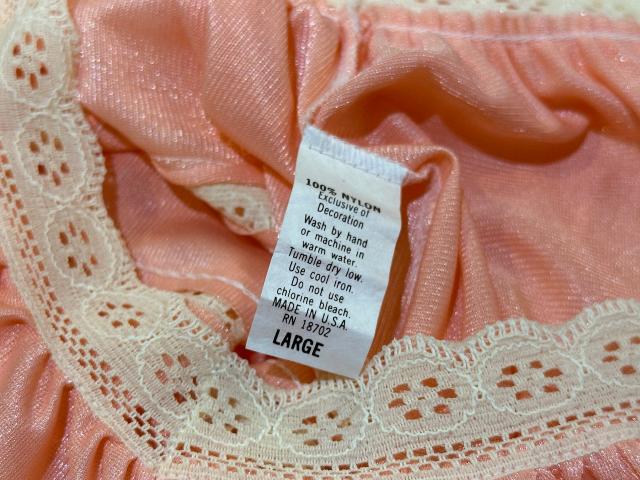 100% NYLON
Exclusive of
Decoration
Wash by hand
or machine in
warm water.
Tumble dry low.
Use cool iron.
Do not use
chlorine bleach.
MADE IN U.S.A.
RN 18702
LARGE